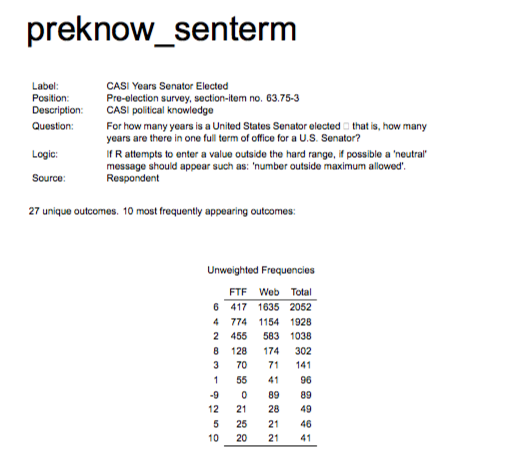 preknow_senterm
Label: CASI Years Senator Elected
Position: Pre-election survey, section-item no. 63.75-3
Description: CASI political knowledge
Question: For how many years is a United States Senator elected □ that is, how many
years are there in one full term of office for a U.S. Senator?
Logic: If R attempts to enter a value outside the hard range, if possible a 'neutral'
message should appear such as: 'number outside maximum allowed'.
Source: Respondent
27 unique outcomes. 10 most frequently appearing outcomes:
Unweighted Frequencies
FTF Web Total
6 417 1635 2052
4 774 1154 1928
2 455 583 1038
8 128 174 302
3 70 71 141
1 55 41 96
-9 0 89 89
12 21 28 49
5 25 21 46
10 20 21 41